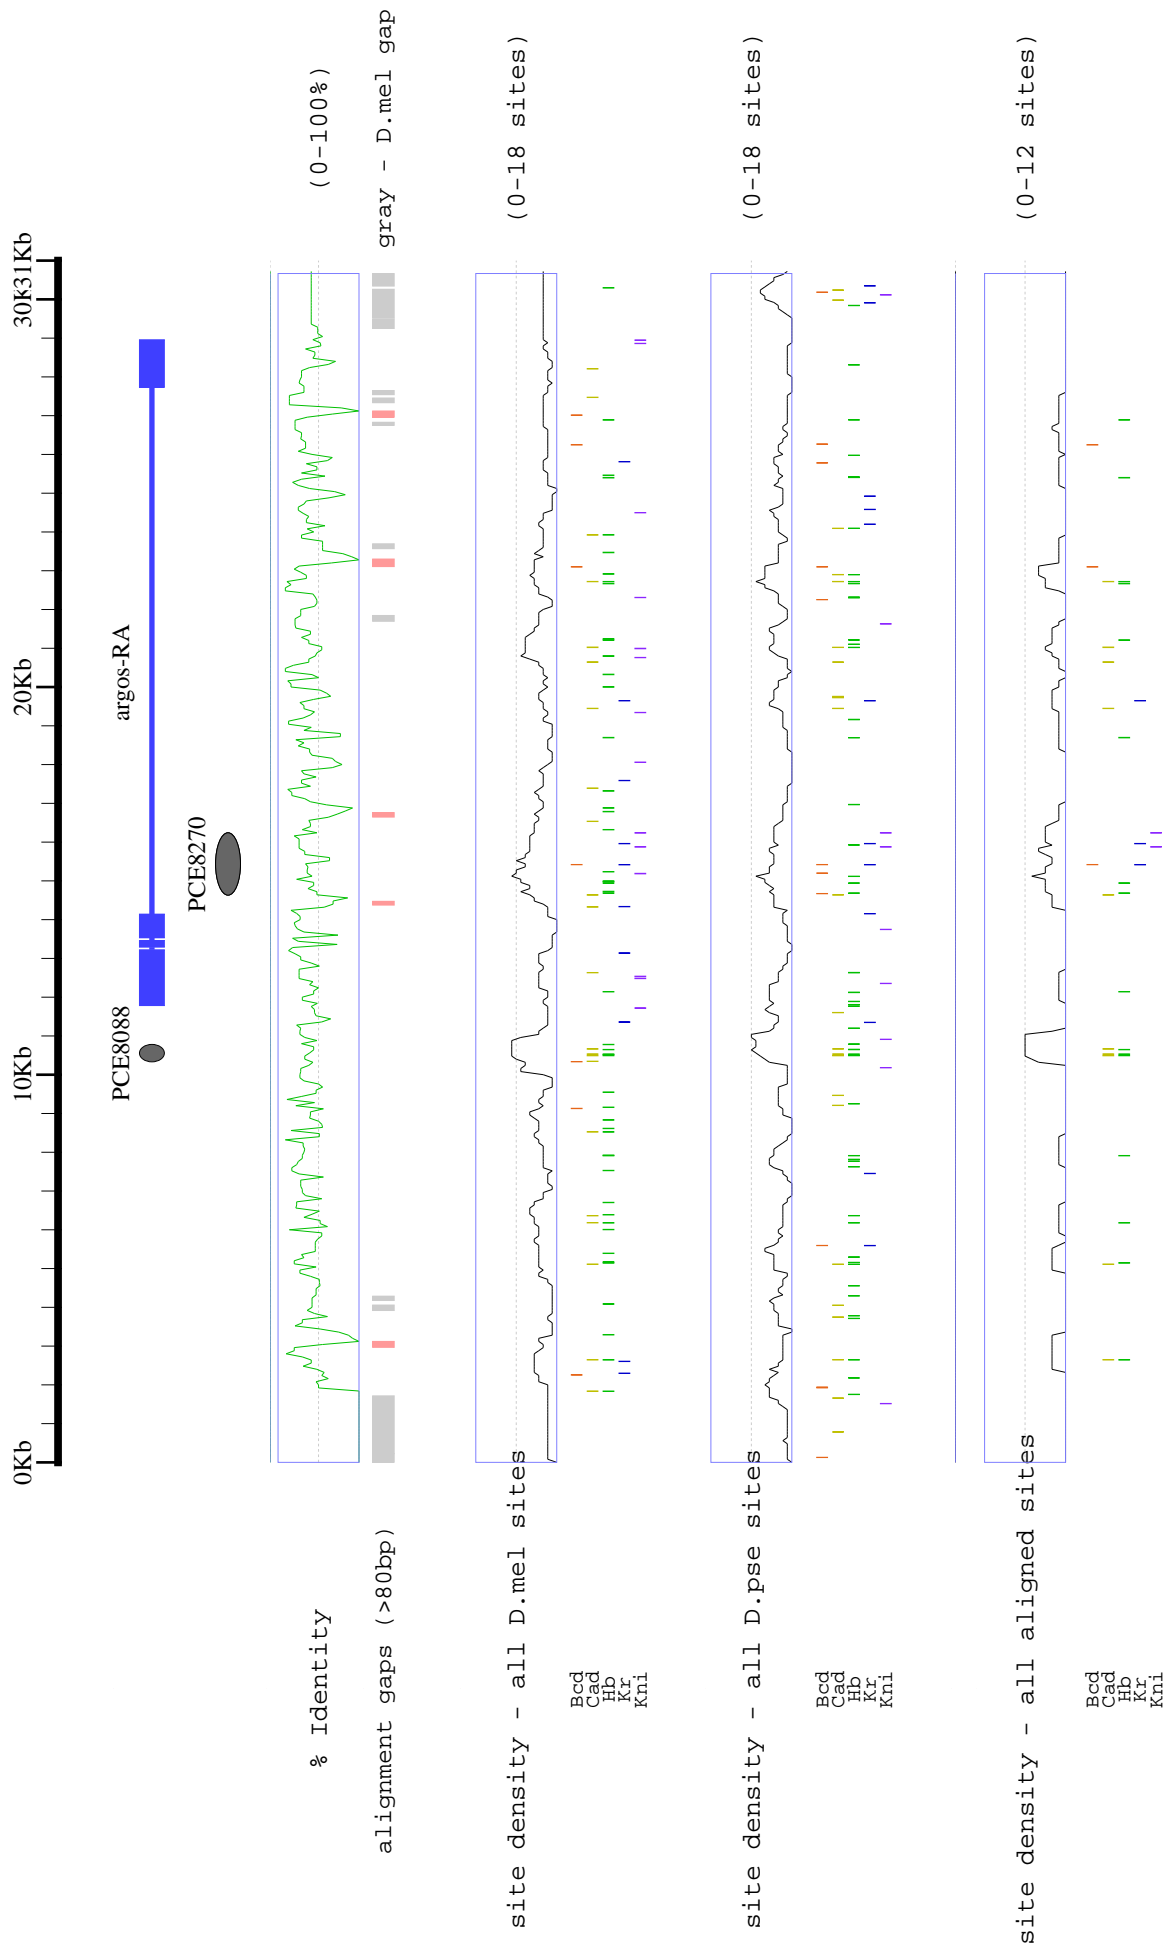 0Kb
10Kb
20Kb
30K
31Kb
PCE8088
argos-RA
PCE8270
% Identity
(0-100%)
alignment gaps (>80bp)
gray - D.mel gap
site density - all D.mel sites
(0-18 sites)
Bcd
Cad
Hb
Kr
Kni
site density - all D.pse sites
(0-18 sites)
Bcd
Cad
Hb
Kr
Kni
site density - all aligned sites
(0-12 sites)
Bcd
Cad
Hb
Kr
Kni